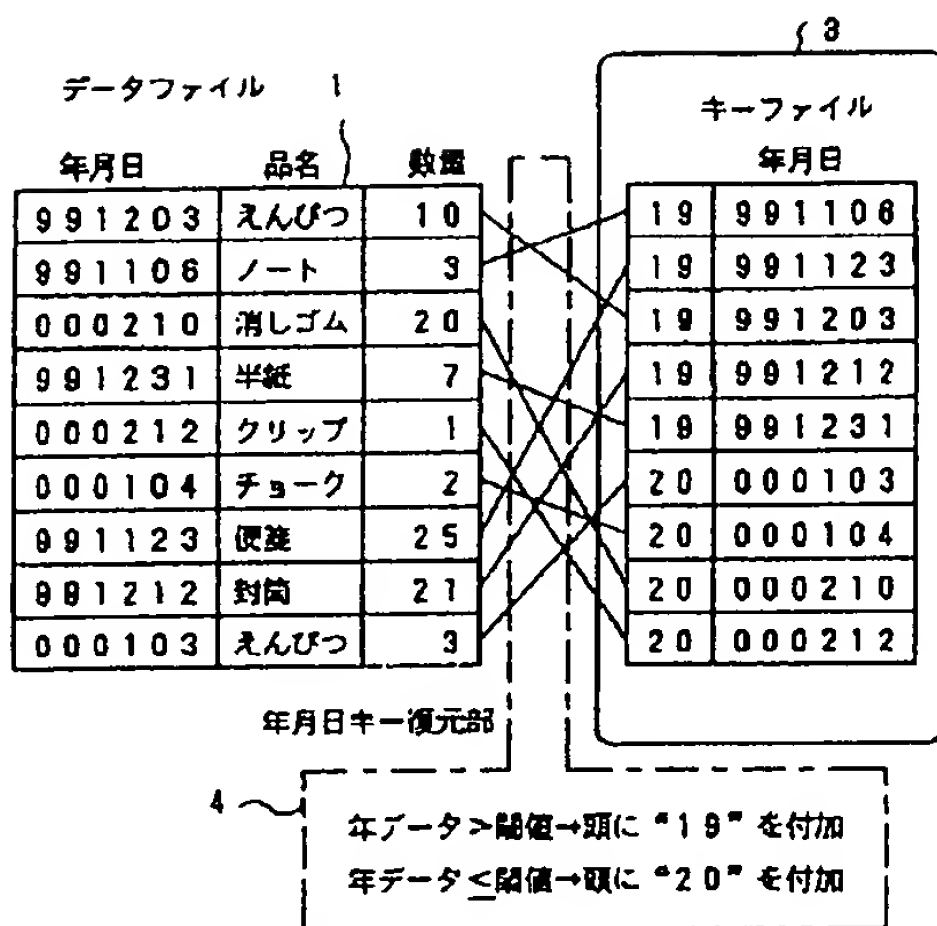 3
データファイル 1
キーファイル
年月日 品名 数量
年月日
991203 えんぴつ 10
991106 ノート 3
000210 消しゴム 20
991231 半紙 7
000212 クリップ 1
000104 チョーク 2
991123 便箋 25
991212 封筒 21
000103 えんぴつ 3
19 991106
19 991123
19 991203
19 991212
19 991231
20 000103
20 000104
20 000210
20 000212
年月日キー復元部
4
年データ>閾値→頭に“19”を付加
年データ≤閾値→頭に“20”を付加